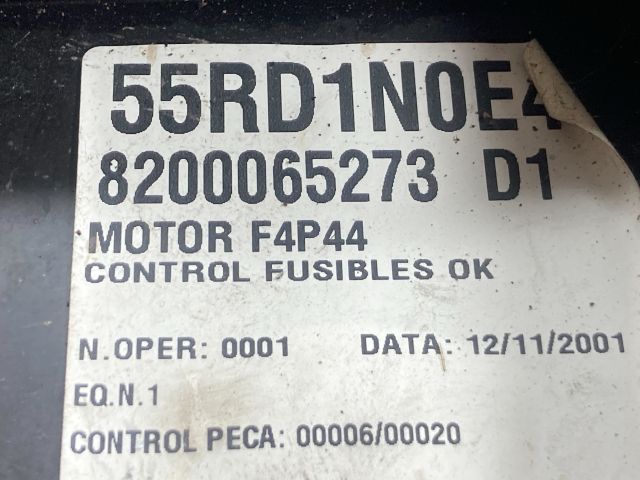 55RD1N0E4
8200065273 D1
MOTOR F4P44
CONTROL FUSIBLES OK
N.OPER: 0001 DATA: 12/11/2001
EQ.N.1
CONTROL PECA: 00006/00020